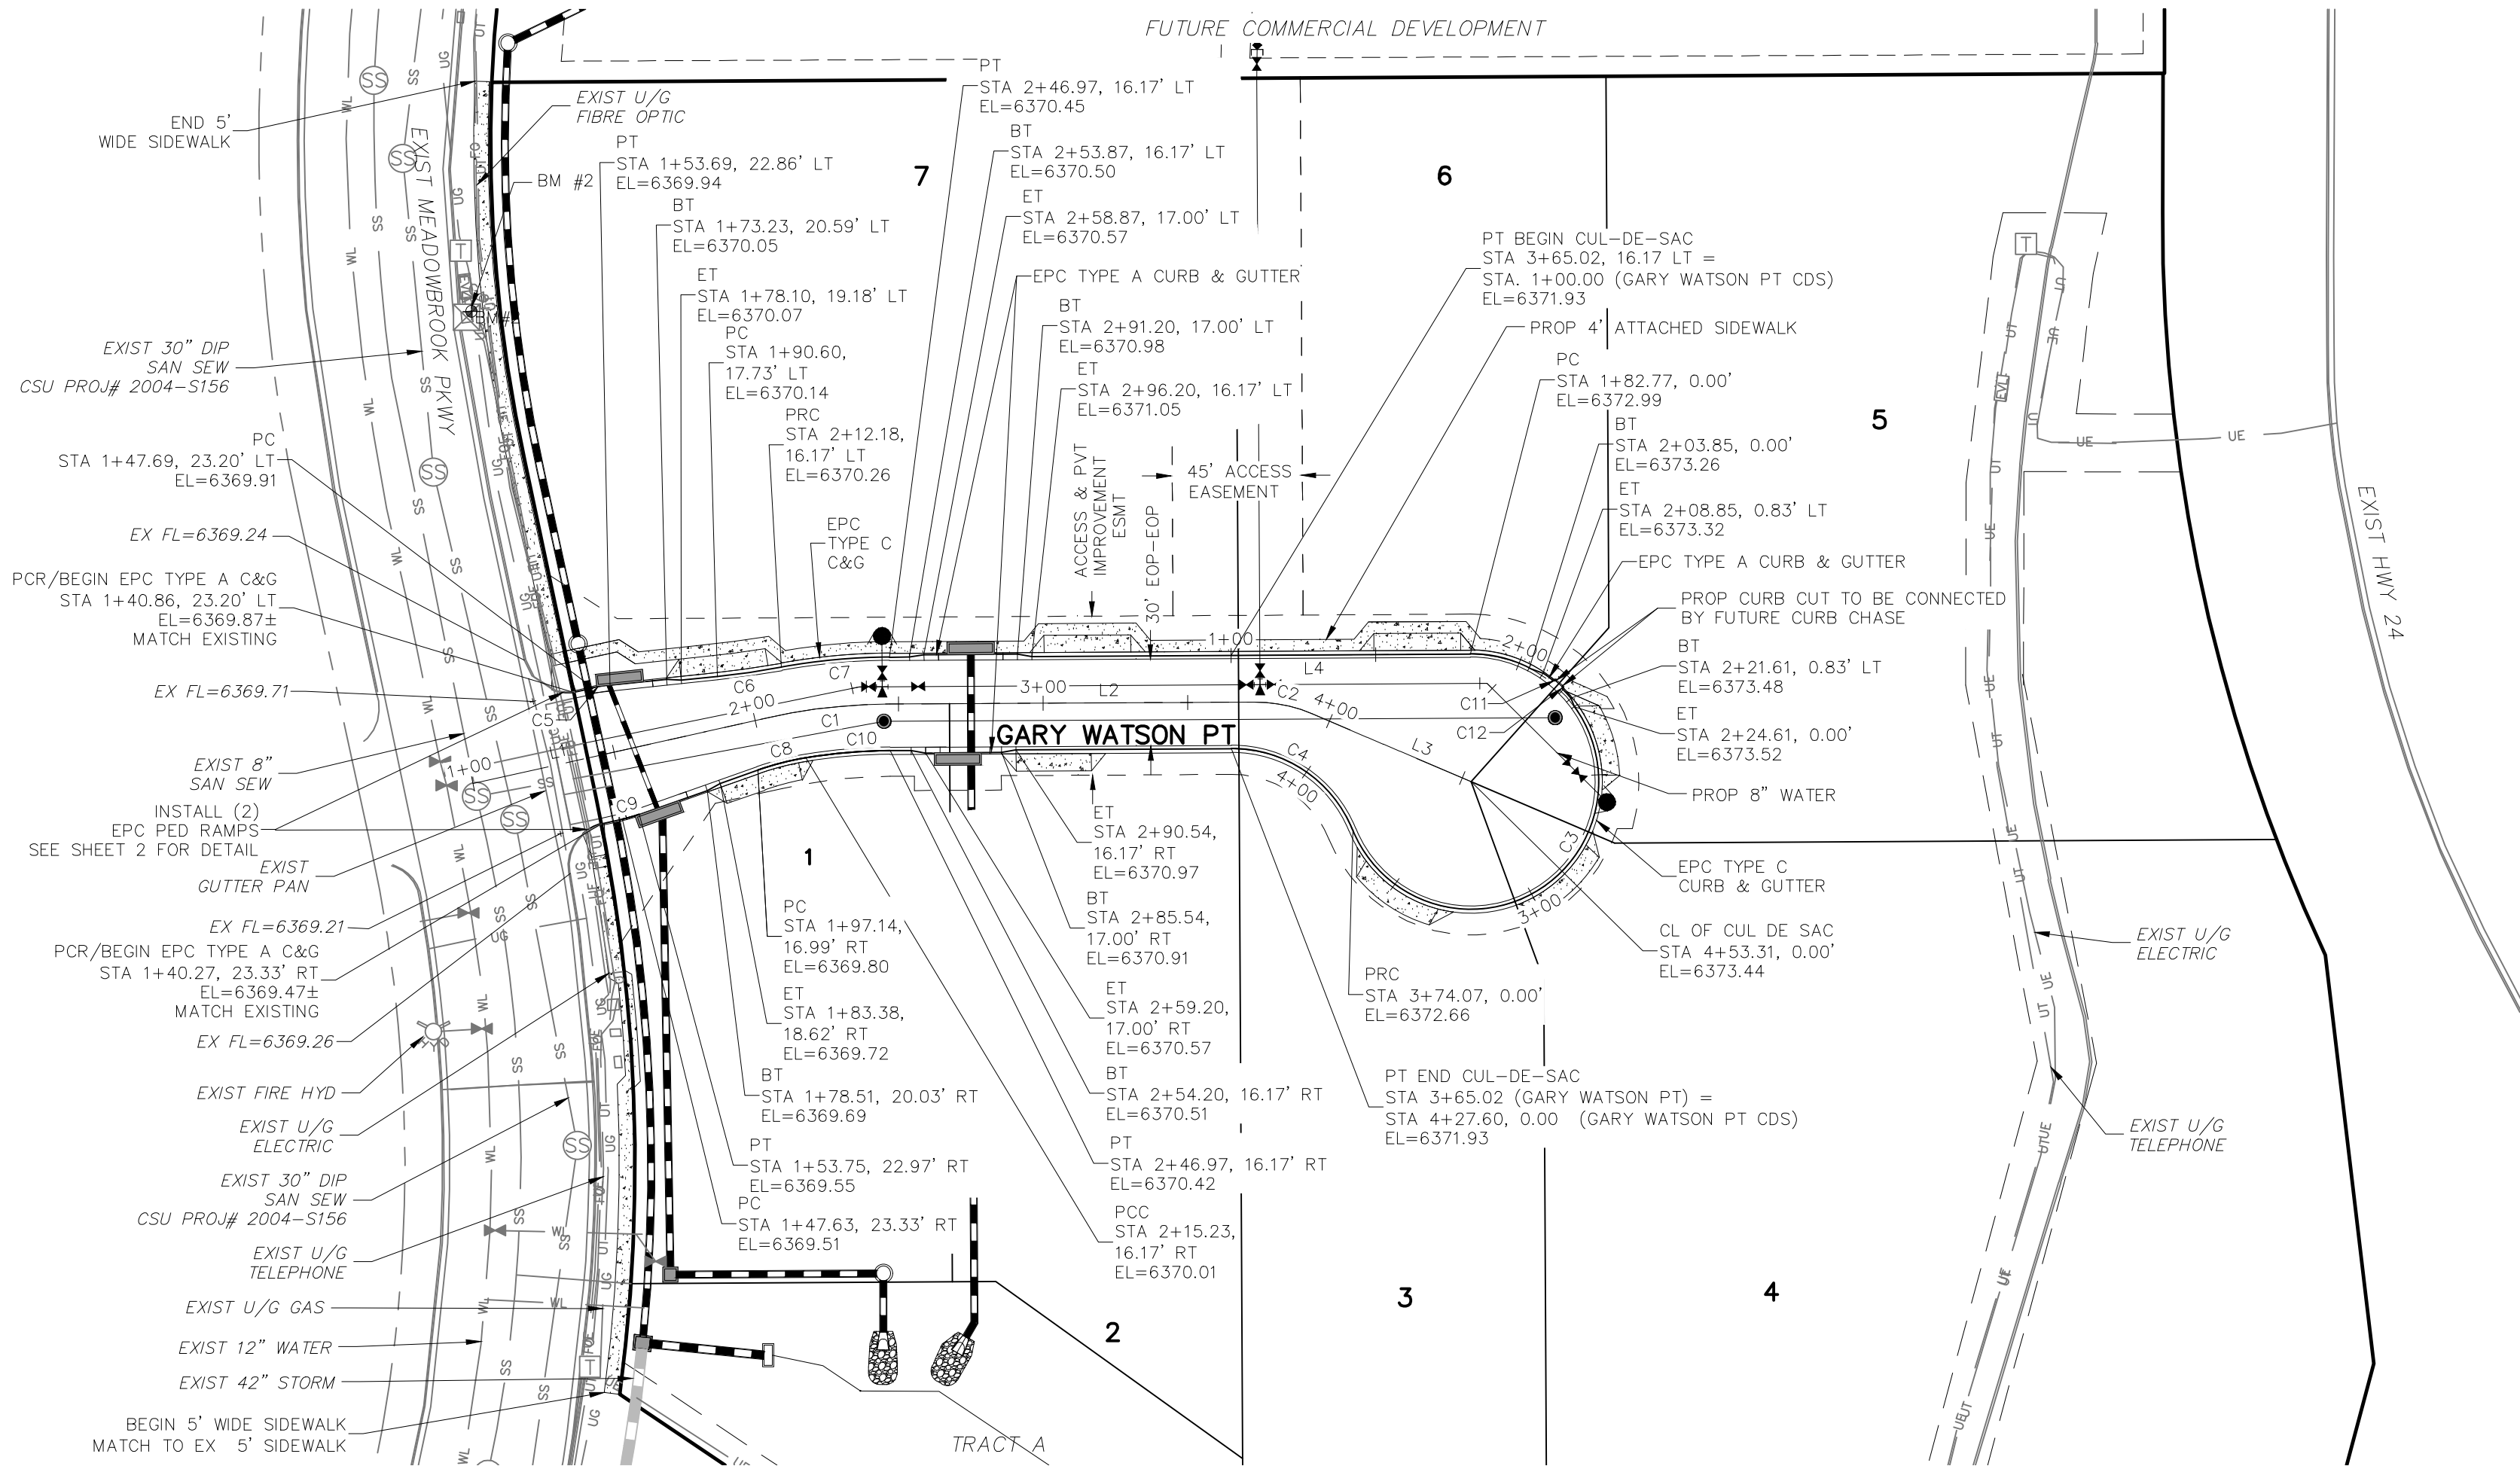 FUTURE COMMERCIAL DEVELOPMENT
END 5'
WIDE SIDEWALK
EXIST U/G
FIBRE OPTIC
BM #2
EXIST MEADOWBROOK PKWY
EXIST 30" DIP
SAN SEW
CSU PROJ# 2004-S156
PC
STA 1+47.69, 23.20' LT
EL=6369.91
EX FL=6369.24
PCR/BEGIN EPC TYPE A C&G
STA 1+40.86, 23.20' LT
EL=6369.87±
MATCH EXISTING
EX FL=6369.71
EXIST 8"
SAN SEW
INSTALL (2)
EPC PED RAMPS
SEE SHEET 2 FOR DETAIL
EXIST
GUTTER PAN
EX FL=6369.21
PCR/BEGIN EPC TYPE A C&G
STA 1+40.27, 23.33' RT
EL=6369.47±
MATCH EXISTING
EX FL=6369.26
EXIST FIRE HYD
EXIST U/G
ELECTRIC
EXIST 30" DIP
SAN SEW
CSU PROJ# 2004-S156
EXIST U/G
TELEPHONE
EXIST U/G GAS
EXIST 12" WATER
EXIST 42" STORM
BEGIN 5' WIDE SIDEWALK
MATCH TO EX 5' SIDEWALK
PT
STA 1+53.69, 22.86' LT
EL=6369.94
BT
STA 1+73.23, 20.59' LT
EL=6370.05
ET
STA 1+78.10, 19.18' LT
EL=6370.07
PC
STA 1+90.60,
17.73' LT
EL=6370.14
PRC
STA 2+12.18,
16.17' LT
EL=6370.26
EPC
TYPE C
C&G
7
PT
STA 2+46.97, 16.17' LT
EL=6370.45
BT
STA 2+53.87, 16.17' LT
EL=6370.50
ET
STA 2+58.87, 17.00' LT
EL=6370.57
EPC TYPE A CURB & GUTTER
BT
STA 2+91.20, 17.00' LT
EL=6370.98
ET
STA 2+96.20, 16.17' LT
EL=6371.05
ACCESS & PVT
IMPROVEMENT
ESMT
30' EOP-EOP
45' ACCESS
EASEMENT
6
PT BEGIN CUL-DE-SAC
STA 3+65.02, 16.17 LT =
STA. 1+00.00 (GARY WATSON PT CDS)
EL=6371.93
PROP 4' ATTACHED SIDEWALK
PC
STA 1+82.77, 0.00'
EL=6372.99
BT
STA 2+03.85, 0.00'
EL=6373.26
ET
STA 2+08.85, 0.83' LT
EL=6373.32
5
EPC TYPE A CURB & GUTTER
PROP CURB CUT TO BE CONNECTED
BY FUTURE CURB CHASE
BT
STA 2+21.61, 0.83' LT
EL=6373.48
ET
STA 2+24.61, 0.00'
EL=6373.52
PROP 8" WATER
EPC TYPE C
CURB & GUTTER
CL OF CUL DE SAC
STA 4+53.31, 0.00'
EL=6373.44
EXIST HWY 24
EXIST U/G
ELECTRIC
EXIST U/G
TELEPHONE
1+00
2+00
3+00
4+00
1+00
2+00
3+00
4+00
C5
C6
C7
C1
C8
C10
C9
L2
C2
L4
L3
C4
C3
C11
C12
GARY WATSON PT
1
PC
STA 1+97.14,
16.99' RT
EL=6369.80
ET
STA 1+83.38,
18.62' RT
EL=6369.72
BT
STA 1+78.51, 20.03' RT
EL=6369.69
PT
STA 1+53.75, 22.97' RT
EL=6369.55
PC
STA 1+47.63, 23.33' RT
EL=6369.51
ET
STA 2+90.54,
16.17' RT
EL=6370.97
BT
STA 2+85.54,
17.00' RT
EL=6370.91
ET
STA 2+59.20,
17.00' RT
EL=6370.57
BT
STA 2+54.20, 16.17' RT
EL=6370.51
PT
STA 2+46.97, 16.17' RT
EL=6370.42
PCC
STA 2+15.23,
16.17' RT
EL=6370.01
PRC
STA 3+74.07, 0.00'
EL=6372.66
PT END CUL-DE-SAC
STA 3+65.02 (GARY WATSON PT) =
STA 4+27.60, 0.00 (GARY WATSON PT CDS)
EL=6371.93
2
3
4
TRACT A